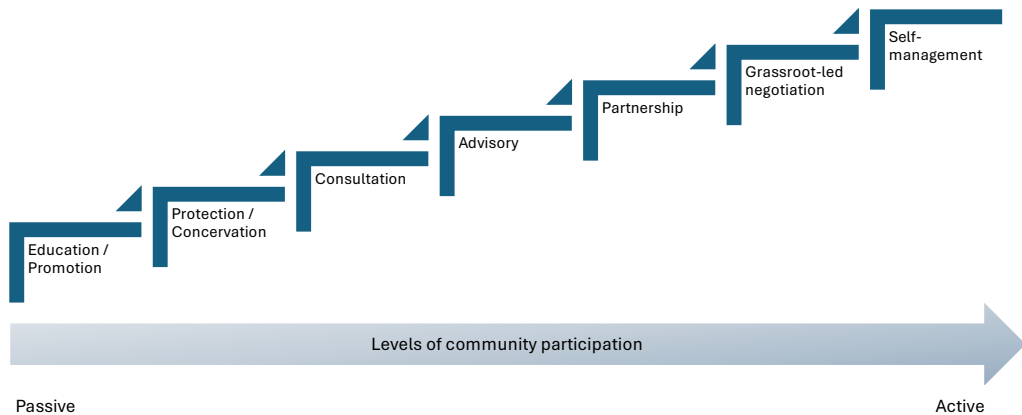 Self-
management
Grassroot-led
negotiation
Partnership
Advisory
Consultation
Protection /
Concervation
Education /
Promotion
Levels of community participation
Passive
Active